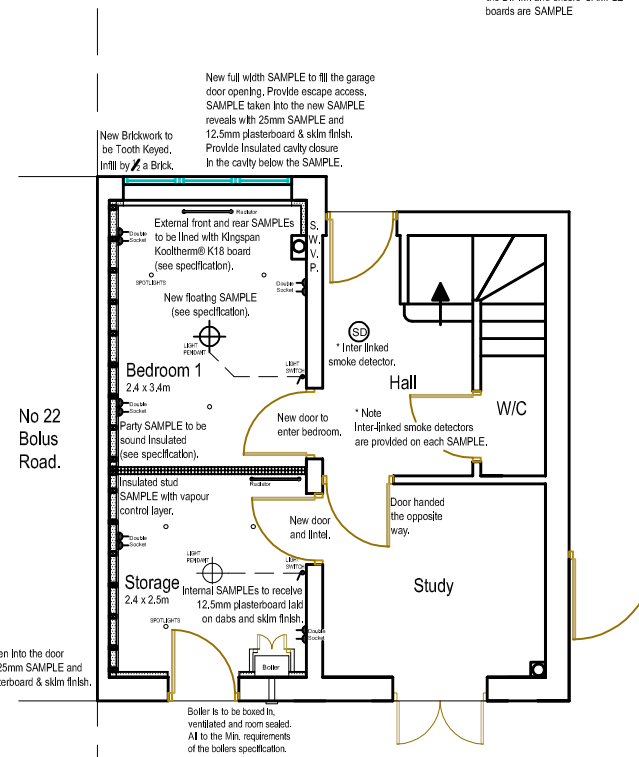 boards are SAMPLE
New full width SAMPLE to fill the garage
door opening. Provide escape access.
SAMPLE taken into the new SAMPLE
reveals with 25mm SAMPLE and
12.5mm plasterboard & skim finish.
Provide Insulated cavity closure
in the cavity below the SAMPLE.
New Brickwork to
be Tooth Keyed.
Infill by ½ a Brick.
Radiator
External front and rear SAMPLEs
to be lined with Kingspan
Kooltherm® K18 board
(see specification).
S.
W.
V.
P.
Double
Socket
SPOTLIGHTS
Double
Socket
New floating SAMPLE
(see specification).
SD
* Inter linked
smoke detector.
LIGHT
PENDANT
LIGHT
SWITCH
Bedroom 1
2.4 x 3.4m
Hall
W/C
No 22
Bolus
Road.
Double
Socket
Party SAMPLE to be
sound Insulated
(see specification).
New door to
enter bedroom.
* Note
Inter-linked smoke detectors
are provided on each SAMPLE.
Insulated stud
SAMPLE with vapour
control layer.
Radiator
New door
and lintel.
Door handed
the opposite
way.
Double
Socket
LIGHT
PENDANT
LIGHT
SWITCH
Storage
2.4 x 2.5m
Internal SAMPLEs to receive
12.5mm plasterboard laid
on dabs and skim finish.
Study
SPOTLIGHTS
Double
Socket
Boiler
into the door
25mm SAMPLE and
& skim finish.
Boiler is to be boxed in,
ventilated and room sealed.
All to the Min. requirements
of the boilers specification.